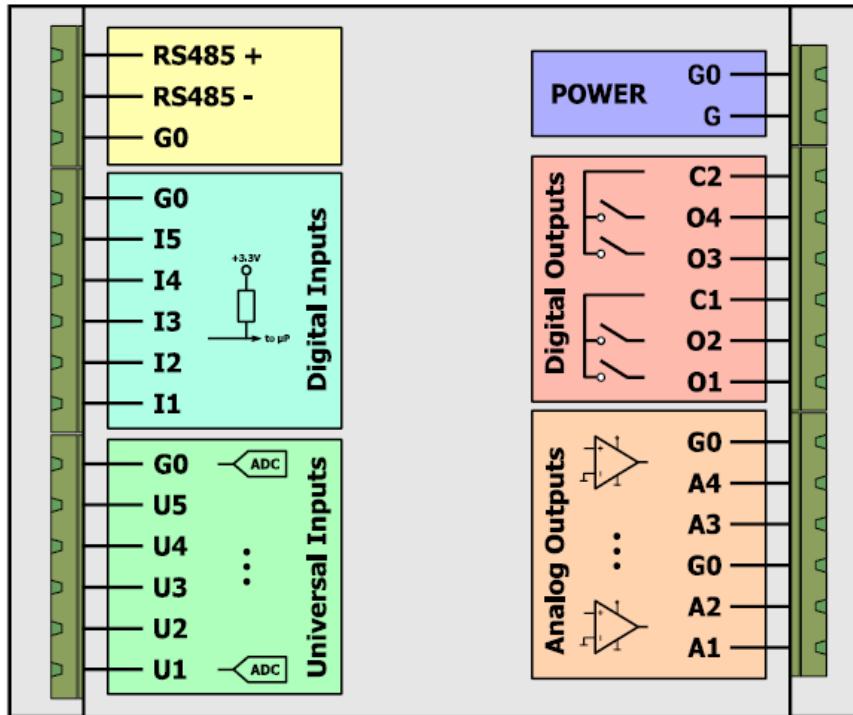 RS485 +
RS485 -
G0
G0
I5
I4
I3
I2
I1
+3.3V
to µP
Digital Inputs
G0
U5
U4
U3
U2
U1
ADC
ADC
Universal Inputs
POWER
G0
G
Digital Outputs
C2
O4
O3
C1
O2
O1
Analog Outputs
G0
A4
A3
G0
A2
A1